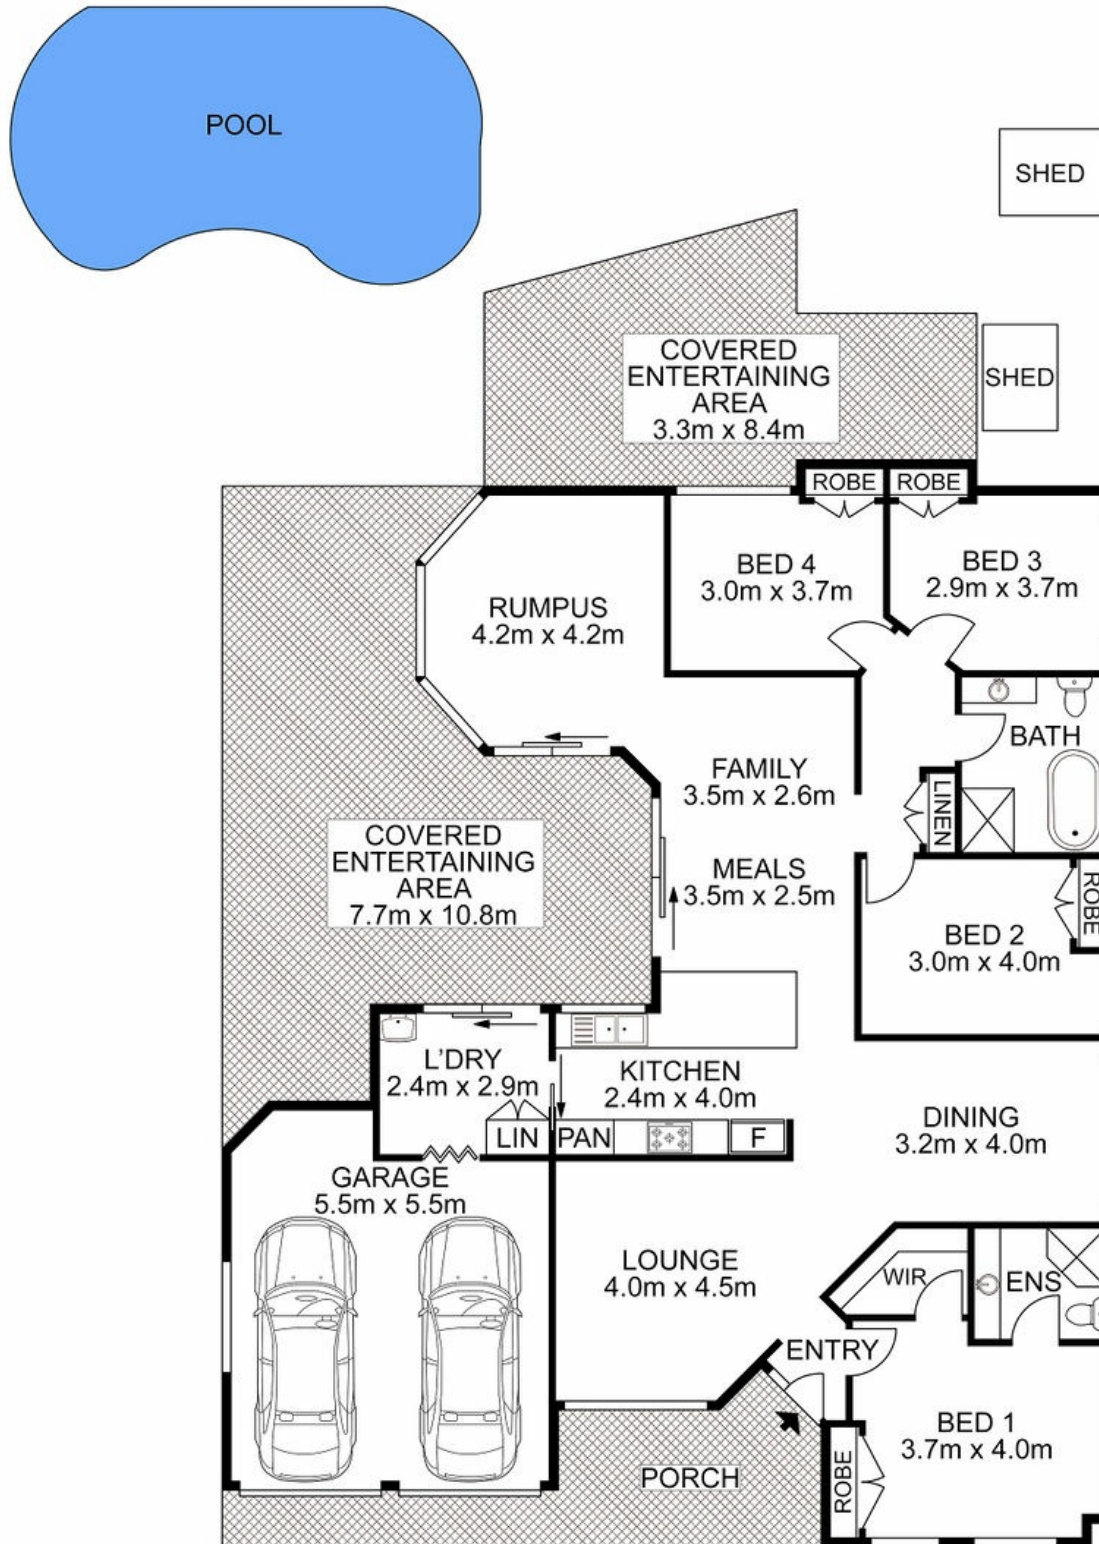 POOL
SHED
COVERED
ENTERTAINING
AREA
3.3m x 8.4m
SHED
ROBE
ROBE
BED 4
3.0m x 3.7m
BED 3
2.9m x 3.7m
RUMPUS
4.2m x 4.2m
BATH
FAMILY
3.5m x 2.6m
LINEN
COVERED
ENTERTAINING
AREA
7.7m x 10.8m
MEALS
3.5m x 2.5m
ROBE
BED 2
3.0m x 4.0m
L'DRY
2.4m x 2.9m
KITCHEN
2.4m x 4.0m
LIN
PAN
F
DINING
3.2m x 4.0m
GARAGE
5.5m x 5.5m
LOUNGE
4.0m x 4.5m
WIR
ENS
ENTRY
BED 1
3.7m x 4.0m
ROBE
PORCH